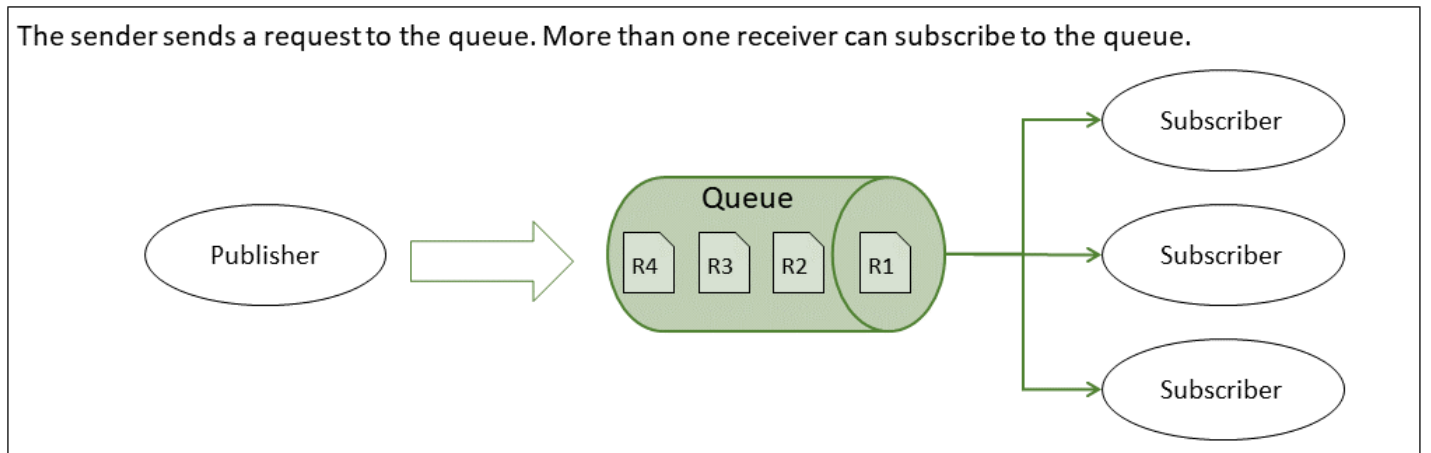 The sender sends a request to the queue. More than one receiver can subscribe to the queue.
Subscriber
Queue
Publisher
R4 R3 R2 R1
Subscriber
Subscriber